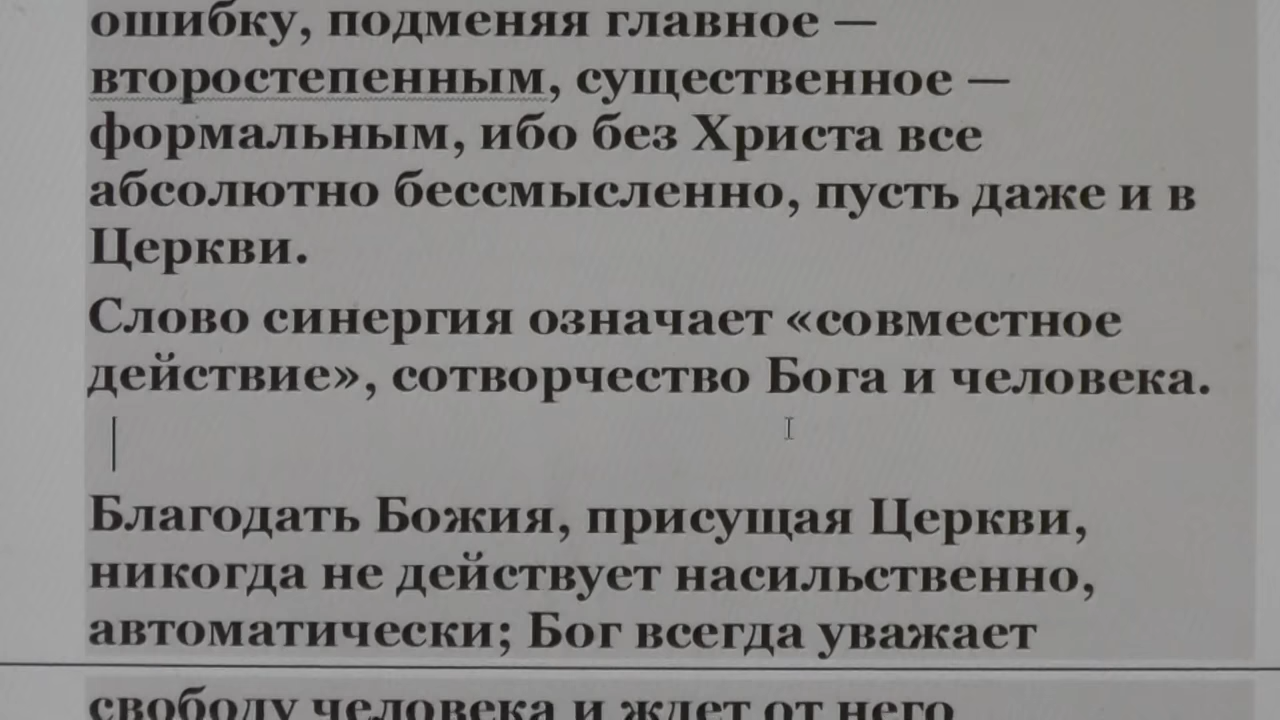 ошибку, подменяя главное —
второстепенным, существенное —
формальным, ибо без Христа все
абсолютно бессмысленно, пусть даже и в
Церкви.
Слово синергия означает «совместное
действие», сотворчество Бога и человека.
Благодать Божия, присущая Церкви,
никогда не действует насильственно,
автоматически; Бог всегда уважает
свободу человека и ждет от него